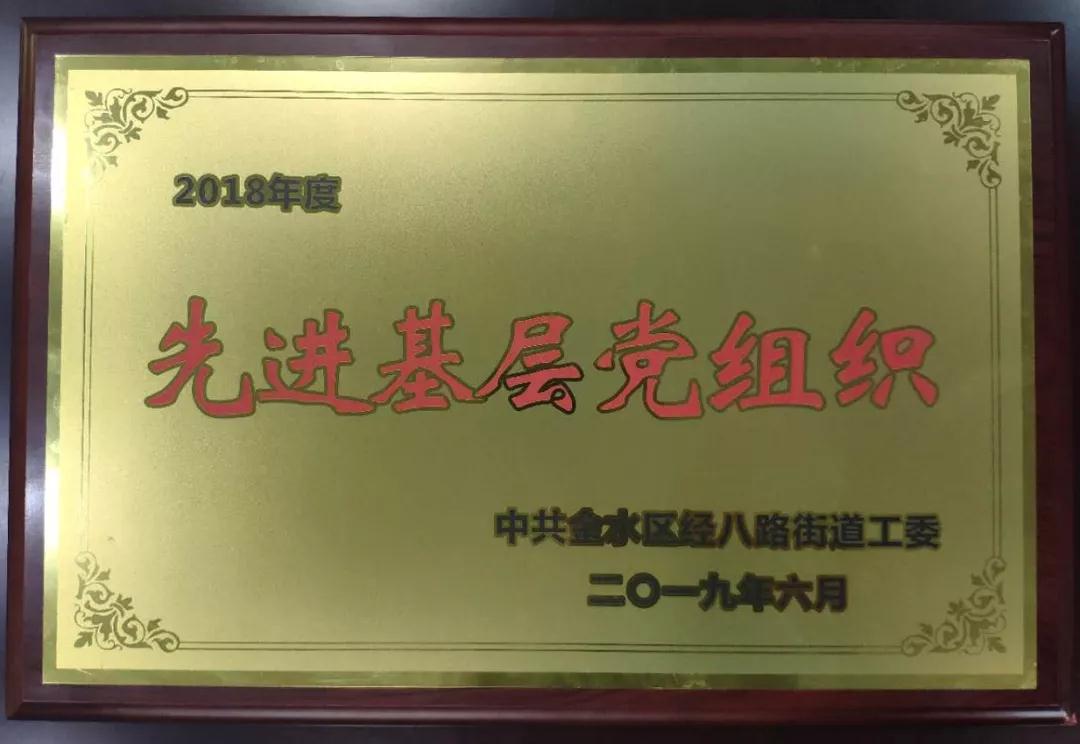 2018年度
先进基层党组织
中共金水区经八路街道工委
二〇一九年六月